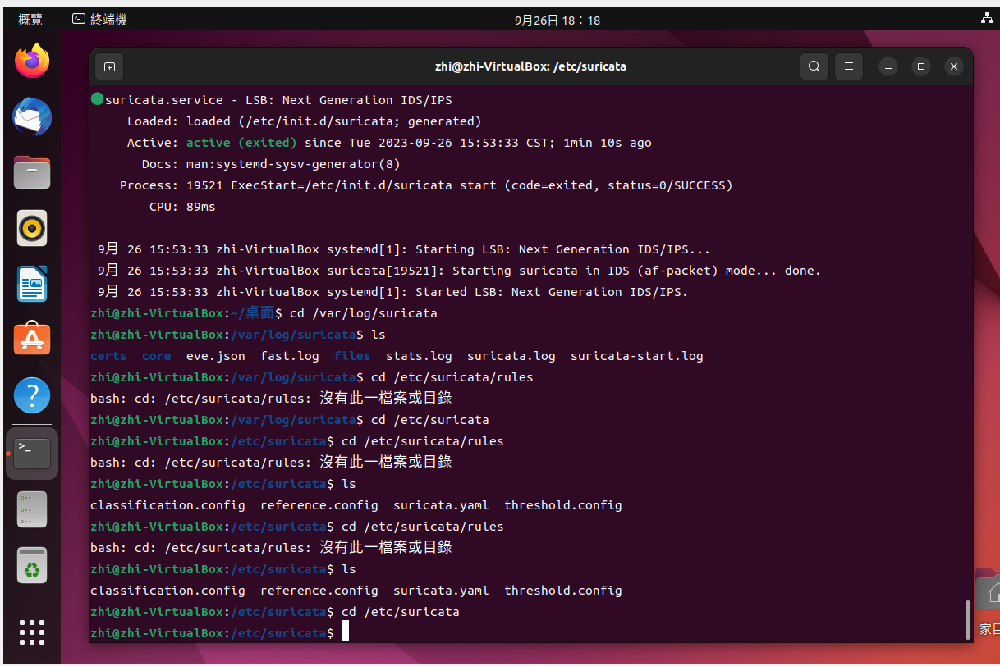 概覽 終端機 9月26日 18：18
zhi@zhi-VirtualBox: /etc/suricata
suricata.service - LSB: Next Generation IDS/IPS
Loaded: loaded (/etc/init.d/suricata; generated)
Active: active (exited) since Tue 2023-09-26 15:53:33 CST; 1min 10s ago
Docs: man:systemd-sysv-generator(8)
Process: 19521 ExecStart=/etc/init.d/suricata start (code=exited, status=0/SUCCESS)
CPU: 89ms
9月 26 15:53:33 zhi-VirtualBox systemd[1]: Starting LSB: Next Generation IDS/IPS...
9月 26 15:53:33 zhi-VirtualBox suricata[19521]: Starting suricata in IDS (af-packet) mode... done.
9月 26 15:53:33 zhi-VirtualBox systemd[1]: Started LSB: Next Generation IDS/IPS.
zhi@zhi-VirtualBox:~/桌面$ cd /var/log/suricata
zhi@zhi-VirtualBox:/var/log/suricata$ ls
certs core eve.json fast.log files stats.log suricata.log suricata-start.log
zhi@zhi-VirtualBox:/var/log/suricata$ cd /etc/suricata/rules
bash: cd: /etc/suricata/rules: 沒有此一檔案或目錄
zhi@zhi-VirtualBox:/var/log/suricata$ cd /etc/suricata
zhi@zhi-VirtualBox:/etc/suricata$ cd /etc/suricata/rules
bash: cd: /etc/suricata/rules: 沒有此一檔案或目錄
zhi@zhi-VirtualBox:/etc/suricata$ ls
classification.config reference.config suricata.yaml threshold.config
zhi@zhi-VirtualBox:/etc/suricata$ cd /etc/suricata/rules
bash: cd: /etc/suricata/rules: 沒有此一檔案或目錄
zhi@zhi-VirtualBox:/etc/suricata$ ls
classification.config reference.config suricata.yaml threshold.config
zhi@zhi-VirtualBox:/etc/suricata$ cd /etc/suricata
zhi@zhi-VirtualBox:/etc/suricata$
家目